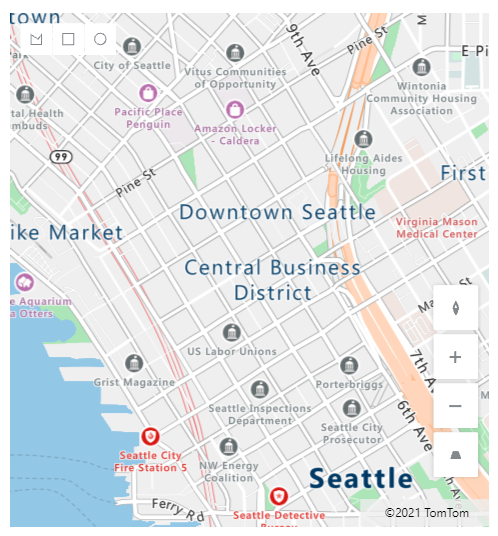 town
9th Ave
Pine St
M
E Pi
City of Seattle
Vitus Communities
of Opportunity
Park
tal Health
mbuds
Wintonia
Community Housing
Association
Pacific Place
Penguin
Amazon Locker
- Caldera
99
Lifelong Aides
Housing
Pine St
First
Downtown Seattle
Virginia Mason
Medical Center
ike Market
Central Business
District
e Aquarium
a Otters
Ma
St
US Labor Unions
7th A
Grist Magazine
Porterbriggs
M
Seattle Inspections
Department
6th Ave
Seattle City
Prosecutor
Seattle City
Fire Station 5
NW Energy
Coalition
Seattle
Ave
Ferry Rd
Seattle Detective
Bureau
©2021 TomTom